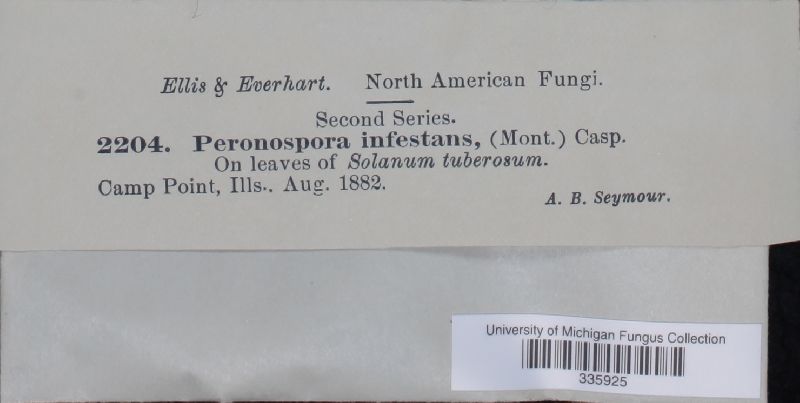 Ellis & Everhart. North American Fungi.
Second Series.
2204. Peronospora infestans, (Mont.) Casp.
On leaves of Solanum tuberosum.
Camp Point, Ills.. Aug. 1882.
A. B. Seymour.
University of Michigan Fungus Collection
335925